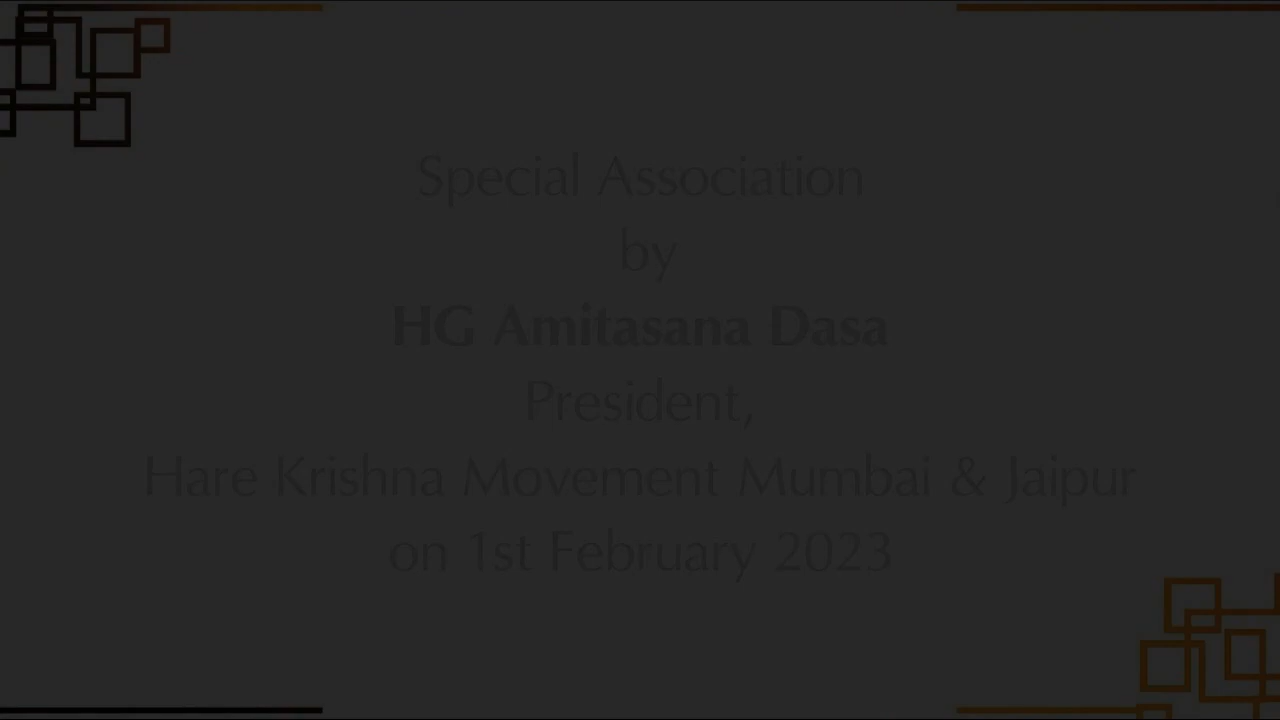 Special Association
by
HG Amitasana Dasa
President,
Hare Krishna Movement Mumbai & Jaipur
on 1st February 2023